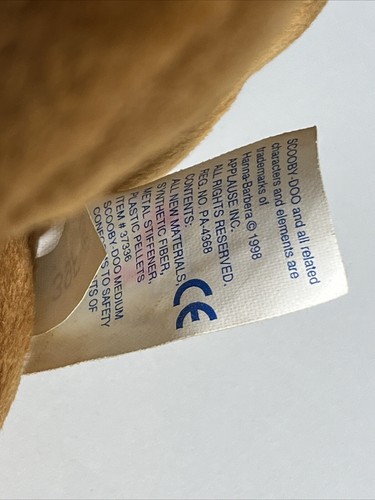 SCOOBY-DOO and all related
characters and elements are
trademarks of
Hanna-Barbera © 1998
APPLAUSE INC.
ALL RIGHTS RESERVED.
REG. NO. PA-4368
CONTENTS:
ALL NEW MATERIALS,
SYNTHETIC FIBER,
METAL STIFFENER,
PLASTIC PELLETS
ITEM # 37336
SCOOBY-DOO MEDIUM
TO SAFETY
OF
CE